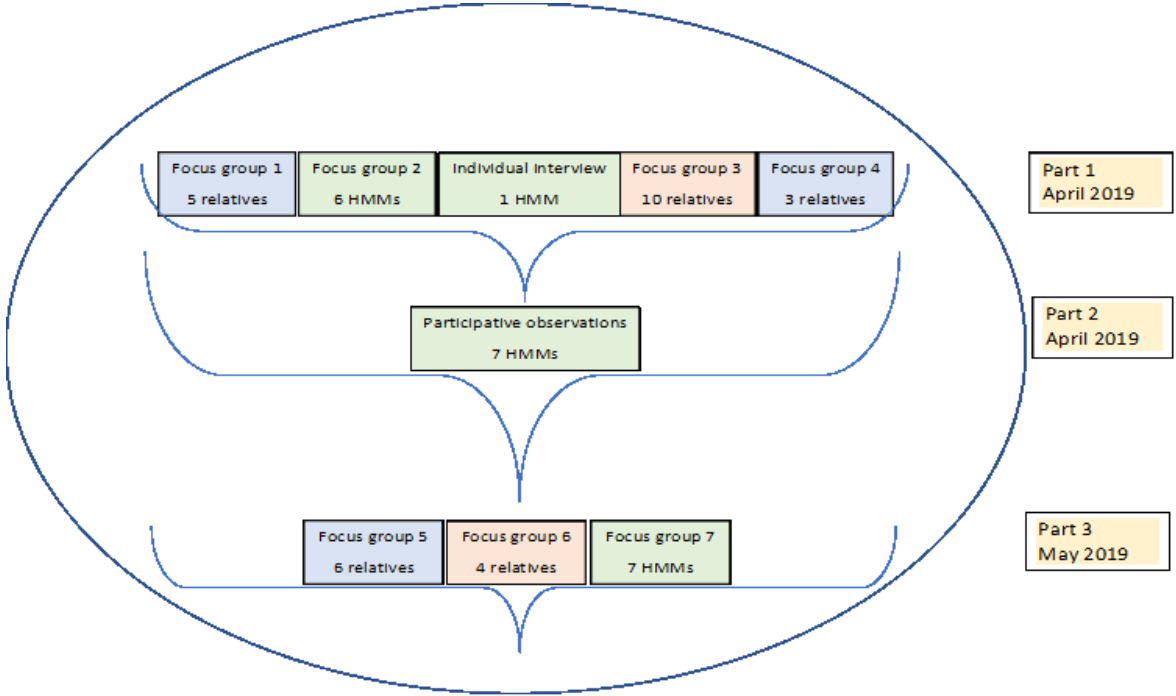 Focus group 1
5 relatives
Focus group 2
6 HMMs
Individual interview
1 HMM
Focus group 3
10 relatives
Focus group 4
3 relatives
Part 1
April 2019
Participative observations
7 HMMs
Part 2
April 2019
Focus group 5
6 relatives
Focus group 6
4 relatives
Focus group 7
7 HMMs
Part 3
May 2019